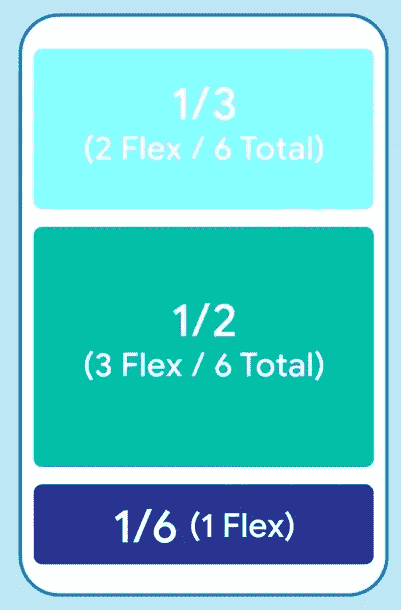 1/3
(2 Flex / 6 Total)
1/2
(3 Flex / 6 Total)
1/6 (1 Flex)